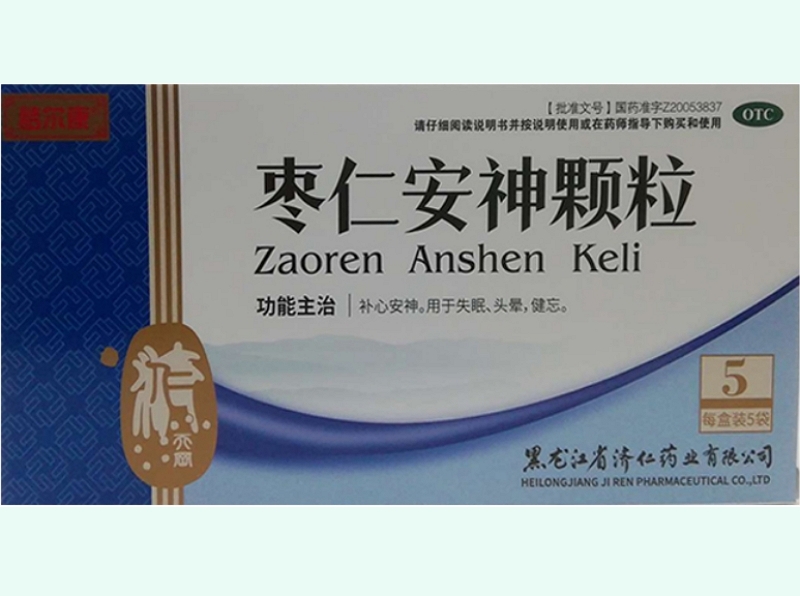 倍尔康
【批准文号】国药准字Z20053837
请仔细阅读说明书并按说明使用或在药师指导下购买和使用
OTC
枣仁安神颗粒
Zaoren Anshen Keli
功能主治 补心安神。用于失眠、头晕，健忘。
5
每盒装5袋
黑龙江省济仁药业有限公司
HEILONGJIANG JI REN PHARMACEUTICAL CO.,LTD